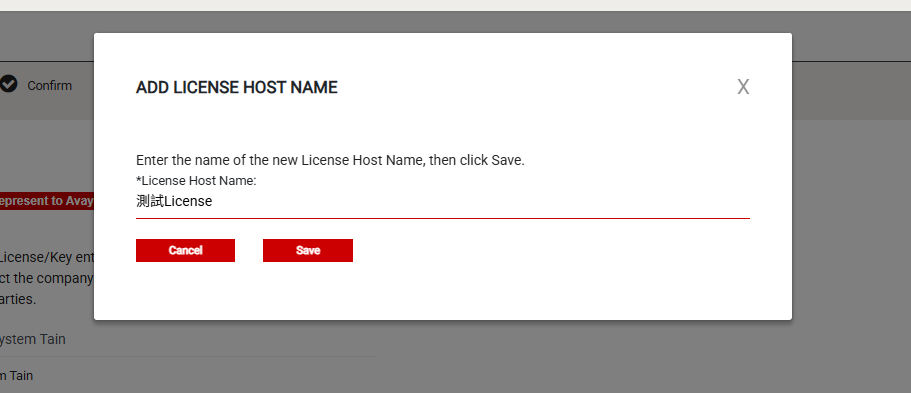 Confirm
ADD LICENSE HOST NAME
X
Enter the name of the new License Host Name, then click Save.
*License Host Name:
測試License
Cancel
Save
epresent to Avay
License/Key ent
ct the company
arties.
ystem Tain
m Tain